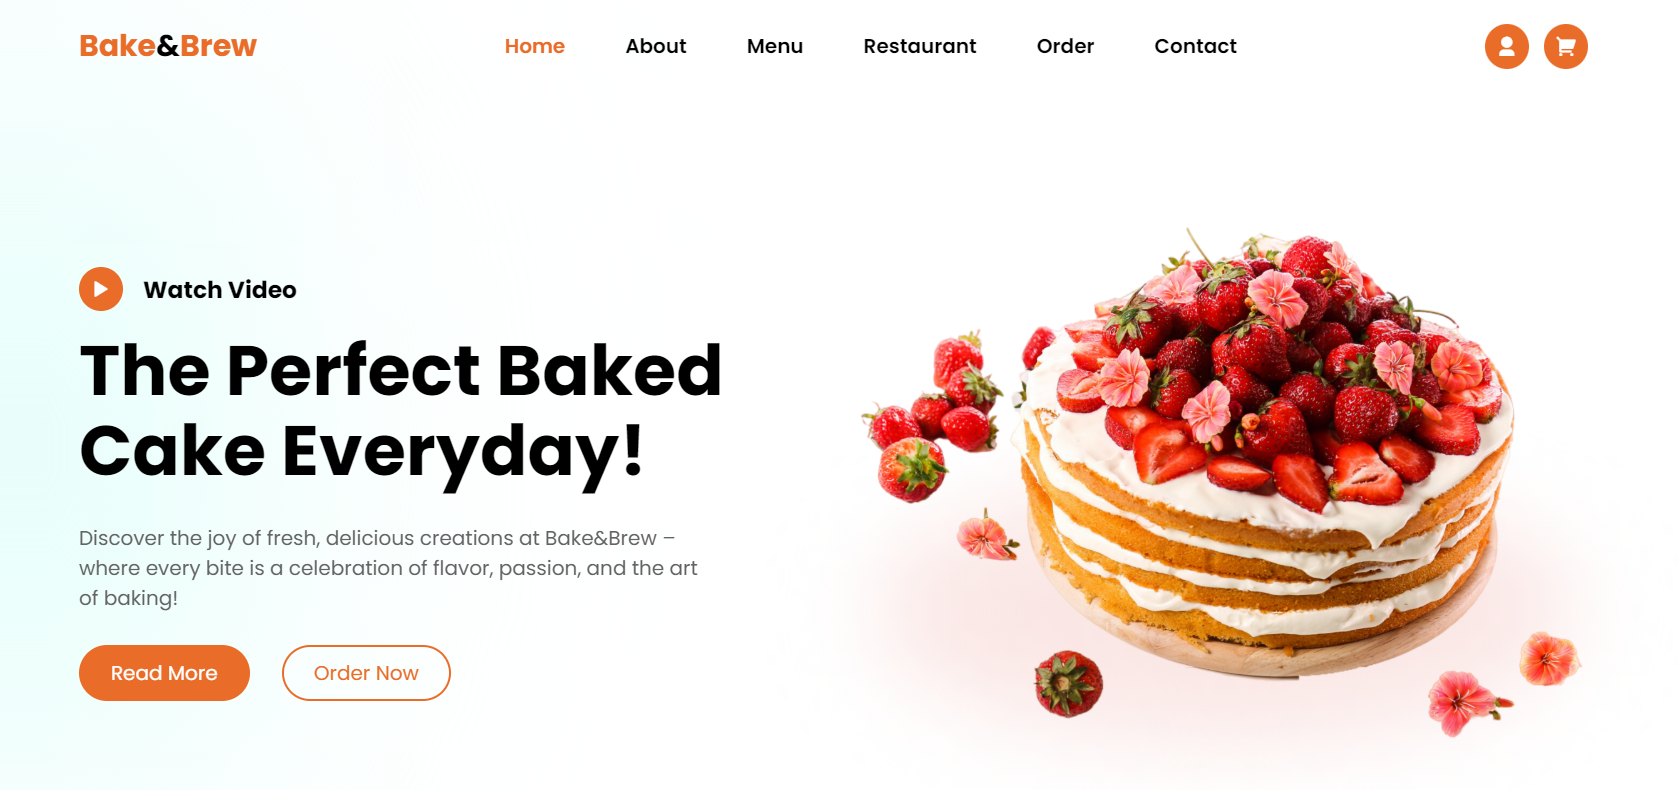 Bake&Brew
Home About Menu Restaurant Order Contact
Watch Video
The Perfect Baked
Cake Everyday!
Discover the joy of fresh, delicious creations at Bake&Brew –
where every bite is a celebration of flavor, passion, and the art
of baking!
Read More
Order Now